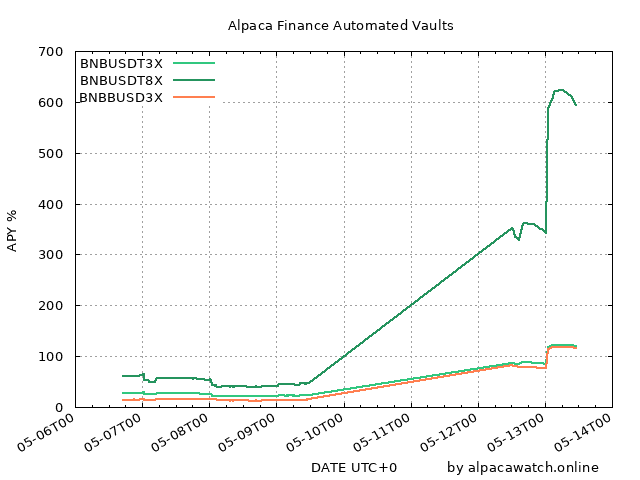 Alpaca Finance Automated Vaults
700
600
500
400
300
200
100
0
APY %
BNBUSDT3X
BNBUSDT8X
BNBBUSD3X
05-06T00
05-07T00
05-08T00
05-09T00
05-10T00
05-11T00
05-12T00
05-13T00
05-14T00
DATE UTC+0
by alpacawatch.online